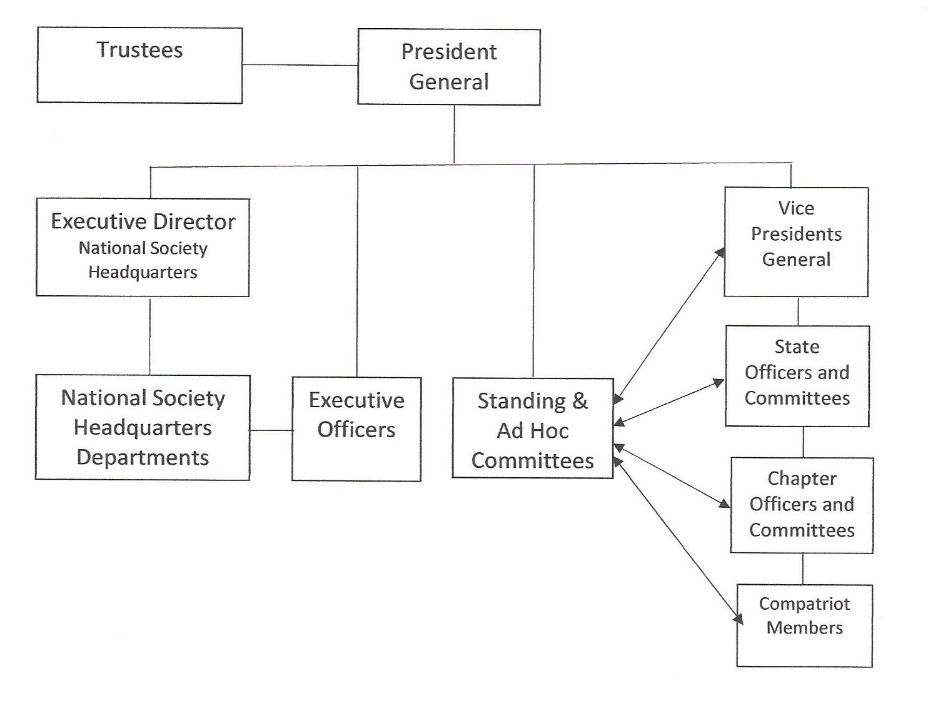 Trustees
President
General
Executive Director
National Society
Headquarters
Vice
Presidents
General
National Society
Headquarters
Departments
Executive
Officers
Standing &
Ad Hoc
Committees
State
Officers and
Committees
Chapter
Officers and
Committees
Compatriot
Members